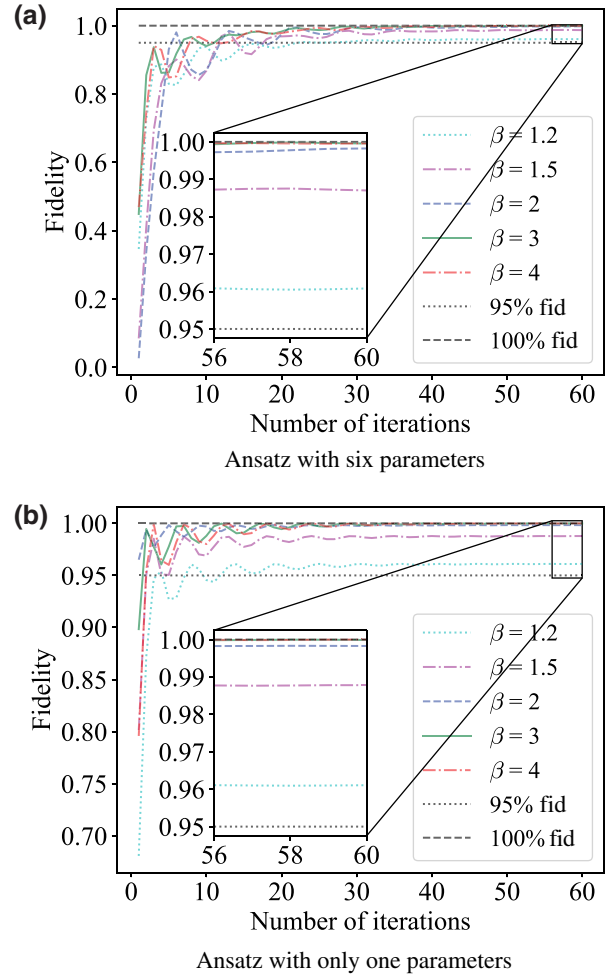 (a)
1.0
0.8
0.6
0.4
0.2
0.0
Fidelity
1.00
0.99
0.98
0.97
0.96
0.95
56 58 60
β = 1.2
β = 1.5
β = 2
β = 3
β = 4
95% fid
100% fid
0 10 20 30 40 50 60
Number of iterations
Ansatz with six parameters
(b)
1.00
0.95
0.90
0.85
0.80
0.75
0.70
Fidelity
1.00
0.99
0.98
0.97
0.96
0.95
56 58 60
β = 1.2
β = 1.5
β = 2
β = 3
β = 4
95% fid
100% fid
0 10 20 30 40 50 60
Number of iterations
Ansatz with only one parameters